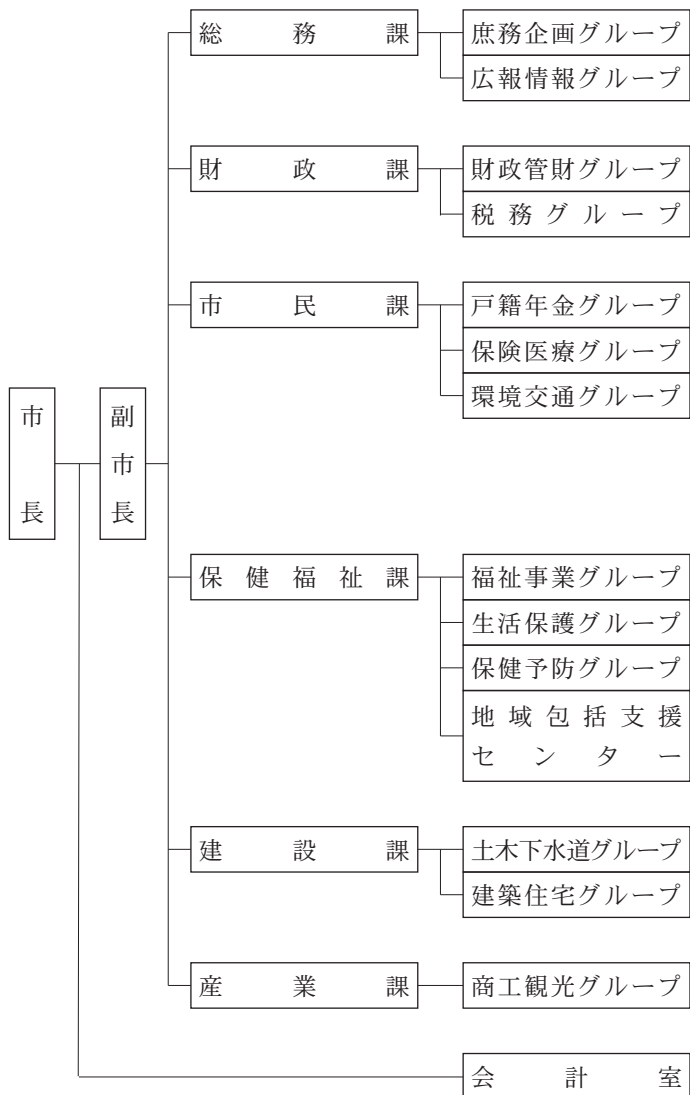 市長
副市長
総務課
庶務企画グループ
広報情報グループ
財政課
財政管財グループ
税務グループ
市民課
戸籍年金グループ
保険医療グループ
環境交通グループ
保健福祉課
福祉事業グループ
生活保護グループ
保健予防グループ
地域包括支援
センター
建設課
土木下水道グループ
建築住宅グループ
産業課
商工観光グループ
会計室